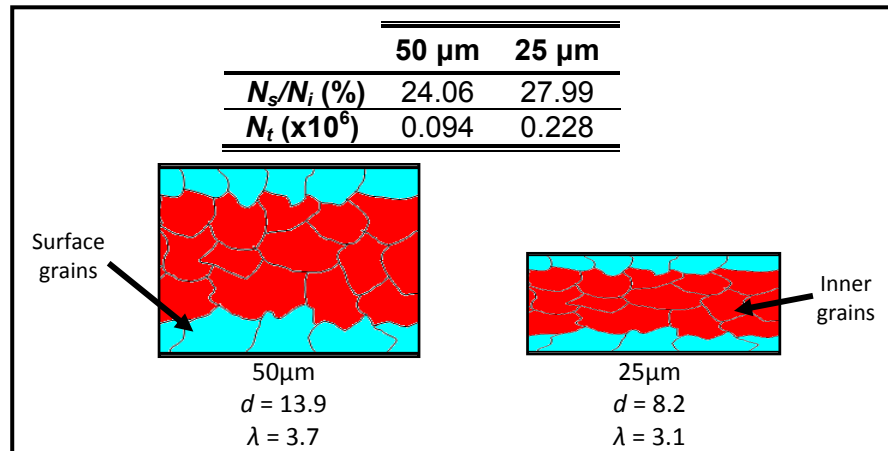 50 µm 25 µm
Ns/Ni (%) 24.06 27.99
Nt (x10⁶) 0.094 0.228
Surface
grains
Inner
grains
50µm
d = 13.9
λ = 3.7
25µm
d = 8.2
λ = 3.1